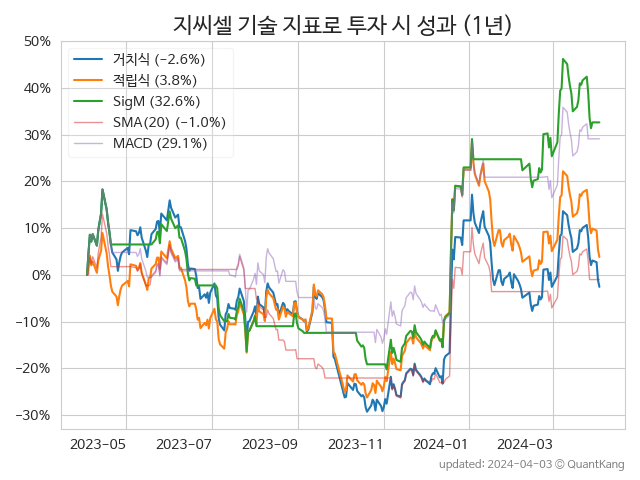 지씨셀 기술 지표로 투자 시 성과 (1년)
50%
40%
30%
20%
10%
0%
−10%
−20%
−30%
거치식 (−2.6%)
적립식 (3.8%)
SigM (32.6%)
SMA(20) (−1.0%)
MACD (29.1%)
2023-05 2023-07 2023-09 2023-11 2024-01 2024-03
updated: 2024-04-03 © QuantKang